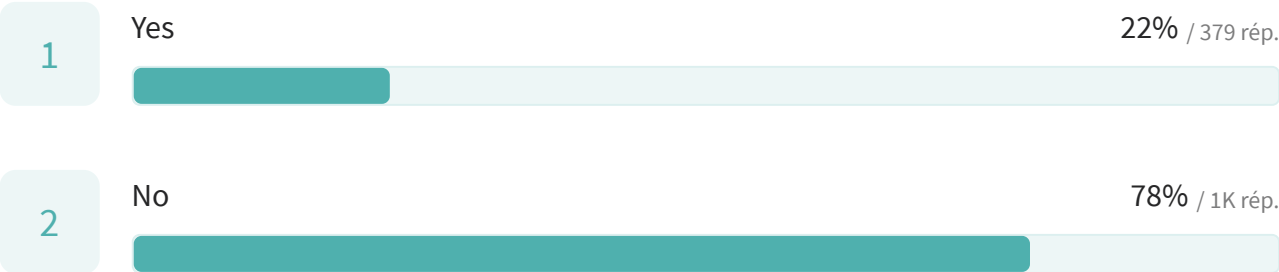 1
Yes
22% / 379 rép.
2
No
78% / 1K rép.